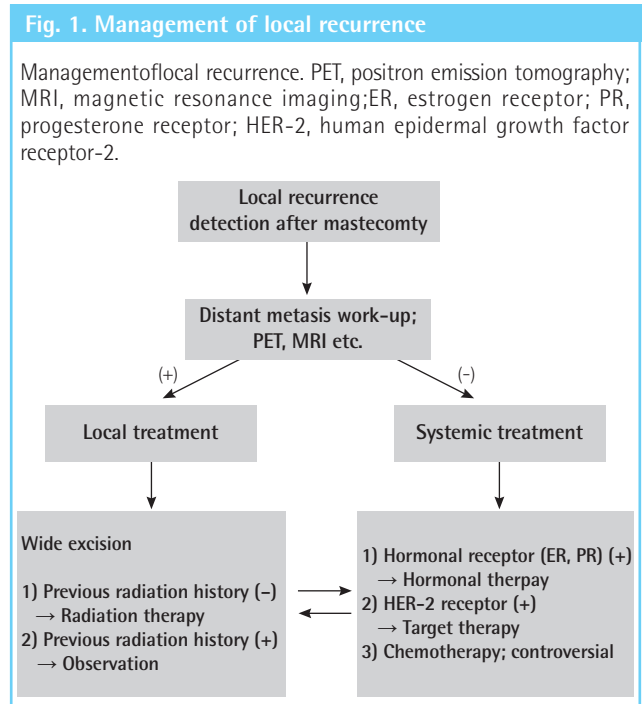 Fig. 1. Management of local recurrence
Managementoflocal recurrence. PET, positron emission tomography;
MRI, magnetic resonance imaging;ER, estrogen receptor; PR,
progesterone receptor; HER-2, human epidermal growth factor
receptor-2.
Local recurrence
detection after mastecomty
Distant metasis work-up;
PET, MRI etc.
(+)
(-)
Local treatment
Systemic treatment
Wide excision
1) Previous radiation history (-)
→ Radiation therapy
2) Previous radiation history (+)
→ Observation
1) Hormonal receptor (ER, PR) (+)
→ Hormonal therpay
2) HER-2 receptor (+)
→ Target therapy
3) Chemotherapy; controversial